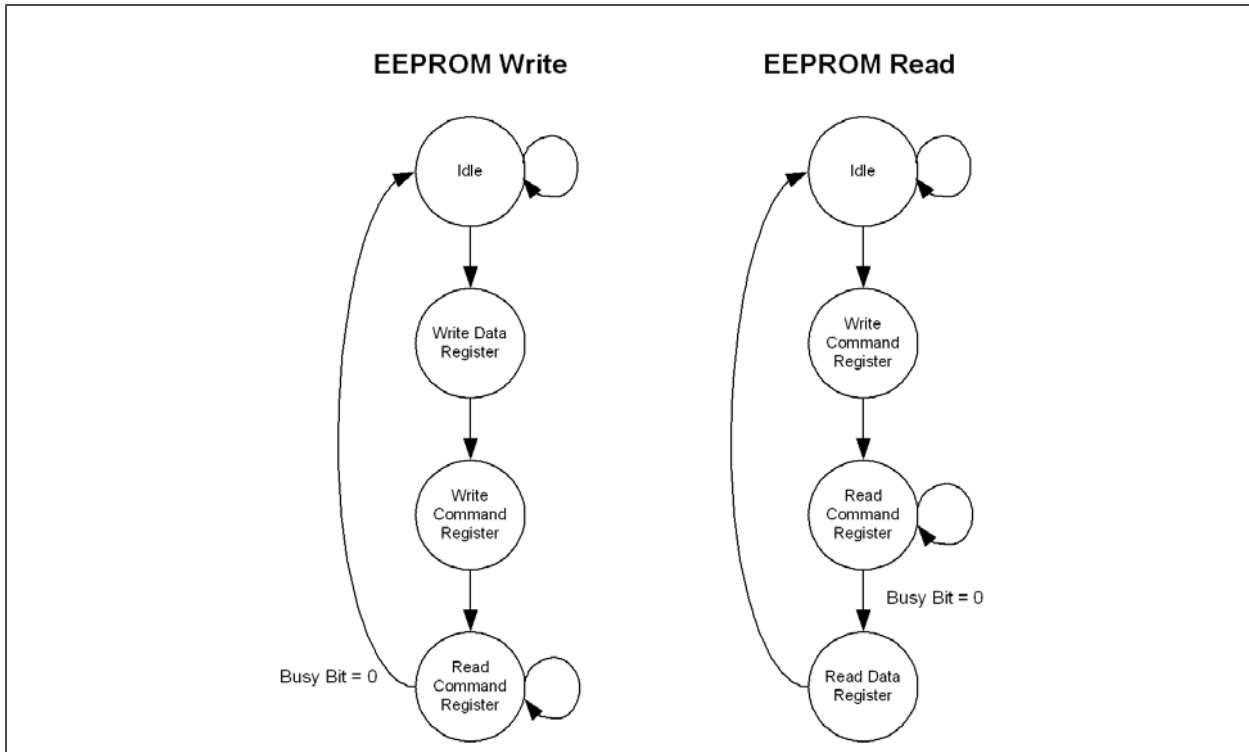 EEPROM Write
Idle
Write Data
Register
Write
Command
Register
Read
Command
Register
Busy Bit = 0
EEPROM Read
Idle
Write
Command
Register
Read
Command
Register
Busy Bit = 0
Read Data
Register